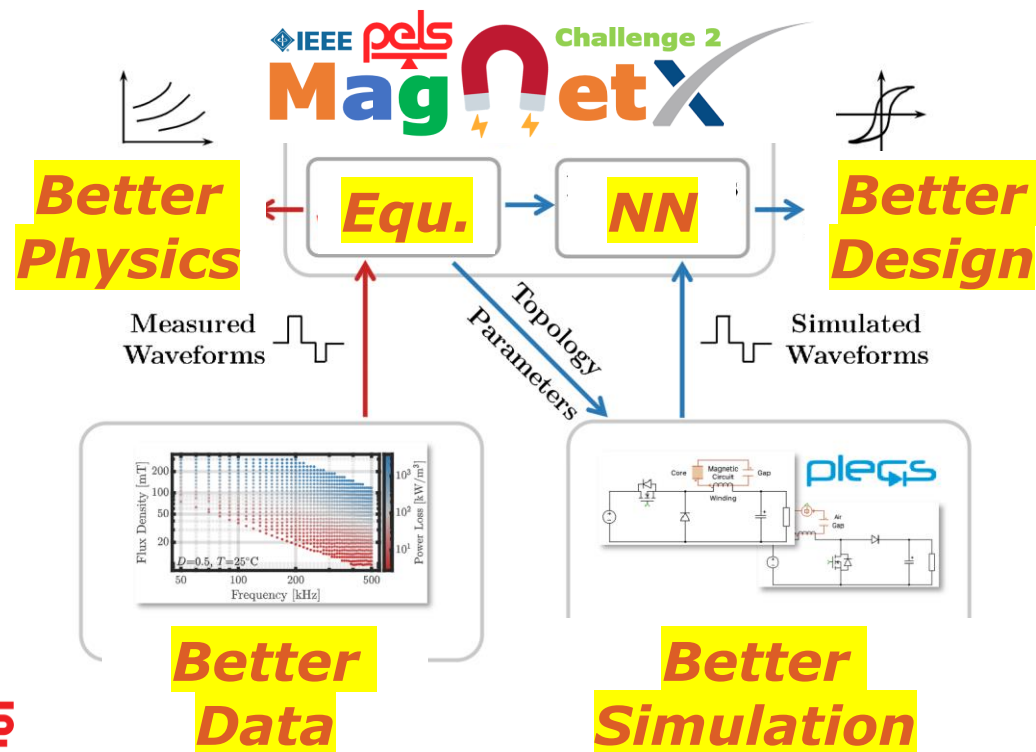 IEEE pels Challenge 2
MagnetX
Better
Physics
Equ.
NN
Better
Design
Measured
Waveforms
Topology
Parameters
Simulated
Waveforms
Flux Density [mT]
200
100
50
20
D=0.5, T=25°C
50
100
200
500
Frequency [kHz]
10³
10²
10¹
Power Loss [kW/m³]
Core
Magnetic
Circuit
Gap
Winding
plecs
Air
Gap
Better
Data
Better
Simulation